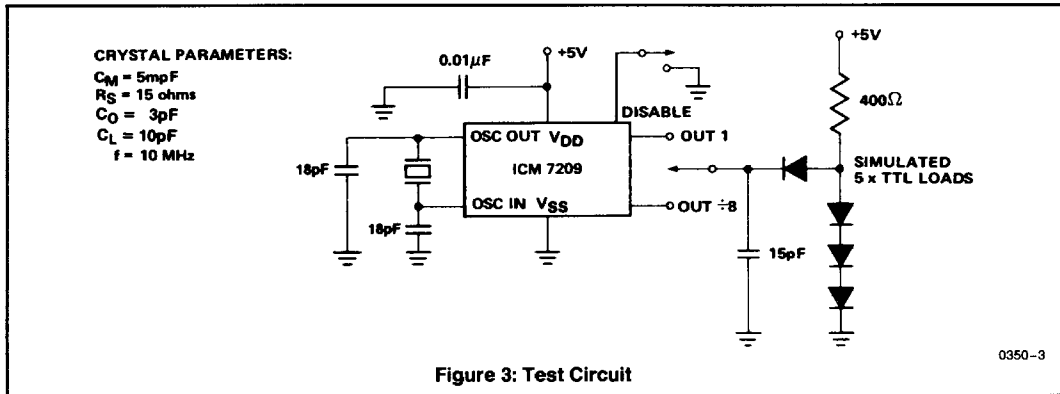 CRYSTAL PARAMETERS:
CM = 5mpF
RS = 15 ohms
CO = 3pF
CL = 10pF
f = 10 MHz
0.01μF
+5V
DISABLE
+5V
400Ω
OSC OUT VDD
OUT 1
ICM 7209
18pF
SIMULATED
5 x TTL LOADS
OSC IN VSS
OUT ÷8
18pF
15pF
0350-3
Figure 3: Test Circuit